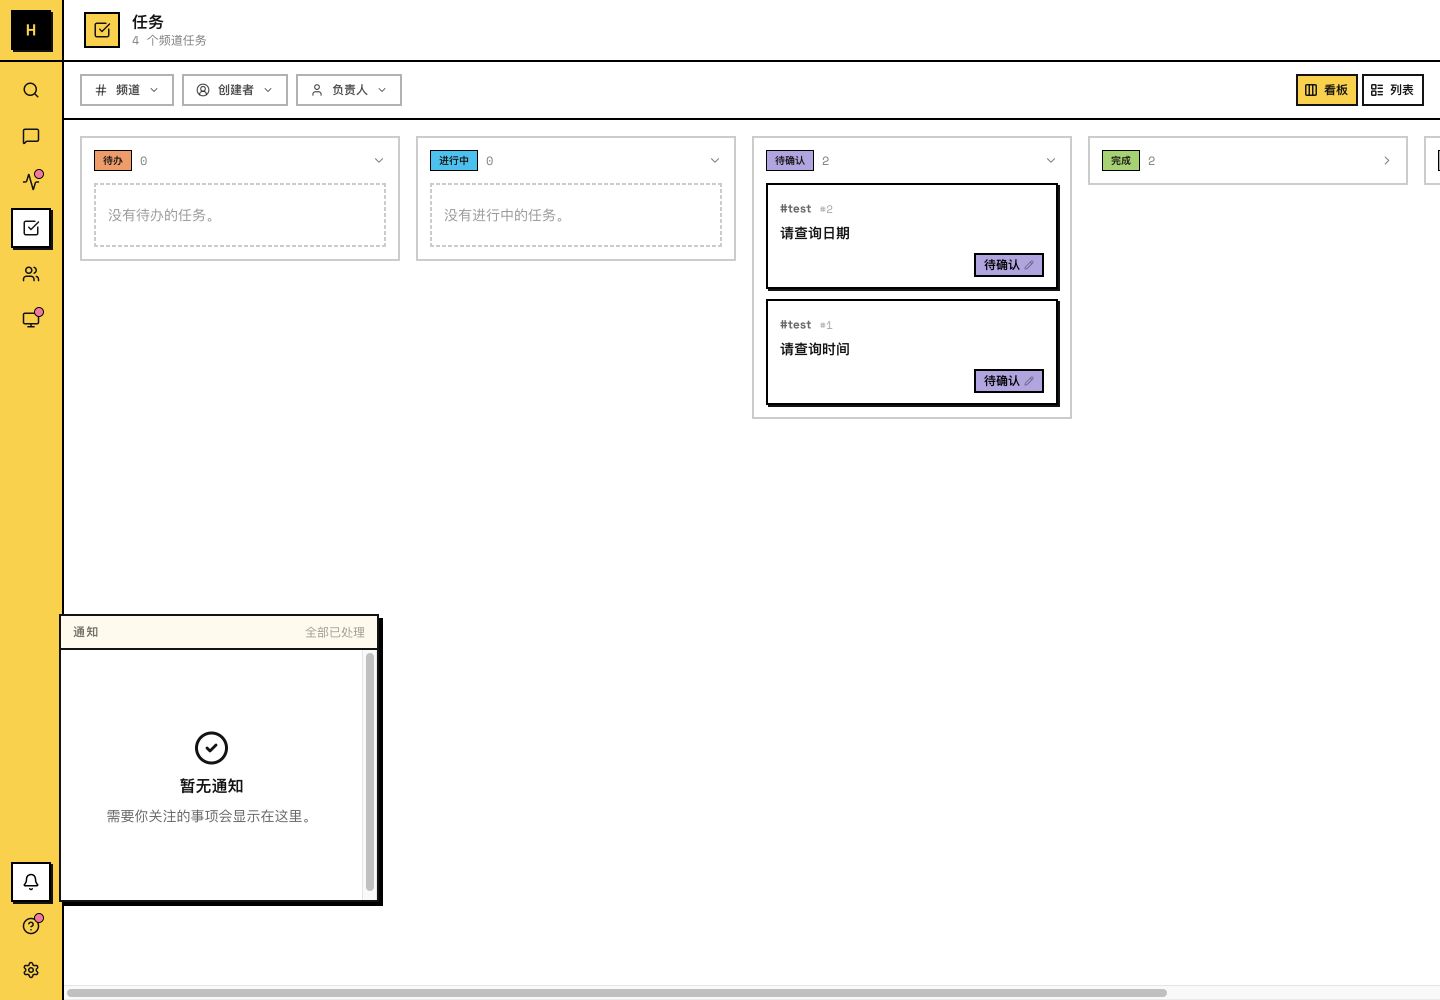 H
任务
4 个频道任务
频道
创建者
负责人
看板
列表
待办 0
没有待办的任务。
进行中 0
没有进行中的任务。
待确认 2
#test #2
请查询日期
待确认
#test #1
请查询时间
待确认
完成 2
通知
全部已处理
暂无通知
需要你关注的事项会显示在这里。